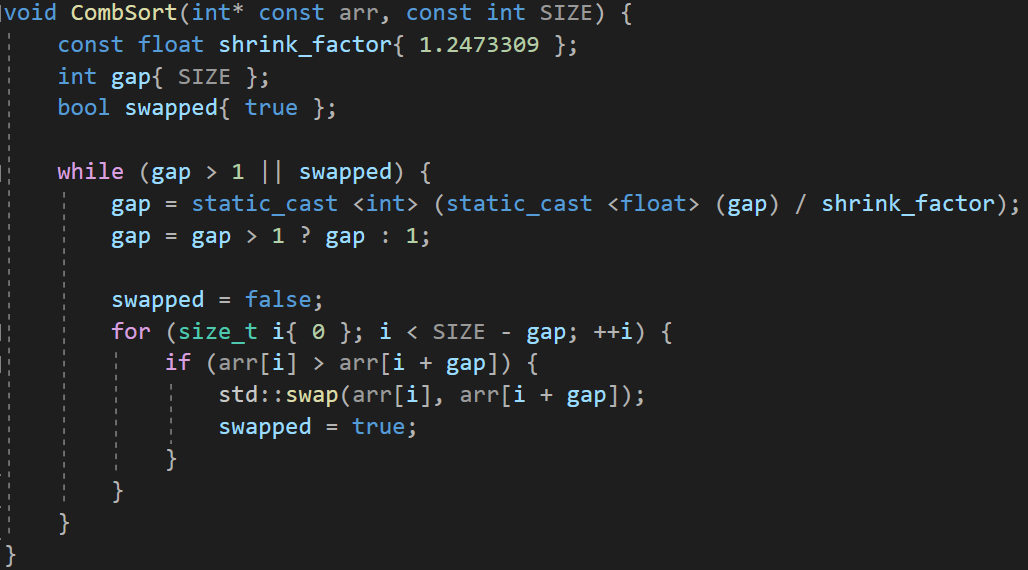 void CombSort(int* const arr, const int SIZE) {
    const float shrink_factor{ 1.2473309 };
    int gap{ SIZE };
    bool swapped{ true };

    while (gap > 1 || swapped) {
        gap = static_cast <int> (static_cast <float> (gap) / shrink_factor);
        gap = gap > 1 ? gap : 1;

        swapped = false;
        for (size_t i{ 0 }; i < SIZE - gap; ++i) {
            if (arr[i] > arr[i + gap]) {
                std::swap(arr[i], arr[i + gap]);
                swapped = true;
            }
        }
    }
}